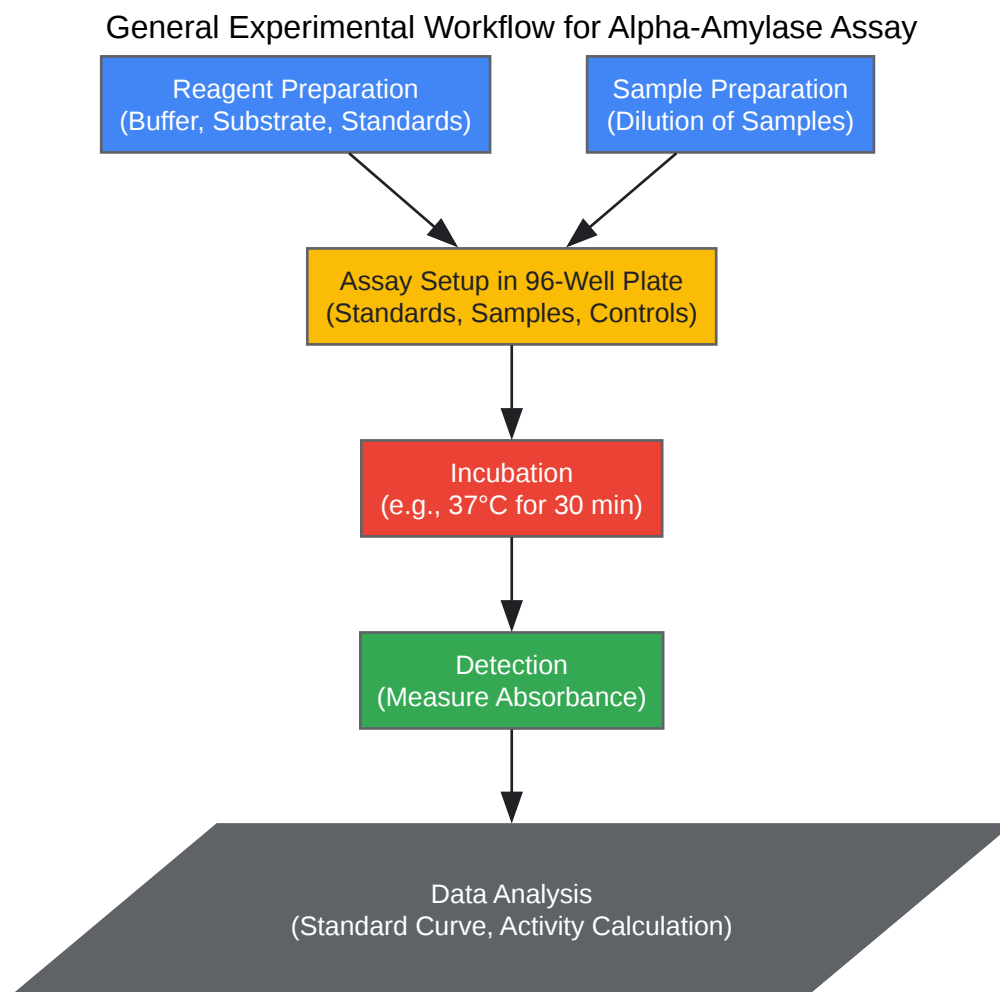 General Experimental Workflow for Alpha-Amylase Assay
Reagent Preparation
(Buffer, Substrate, Standards)
Sample Preparation
(Dilution of Samples)
Assay Setup in 96-Well Plate
(Standards, Samples, Controls)
Incubation
(e.g., 37°C for 30 min)
Detection
(Measure Absorbance)
Data Analysis
(Standard Curve, Activity Calculation)